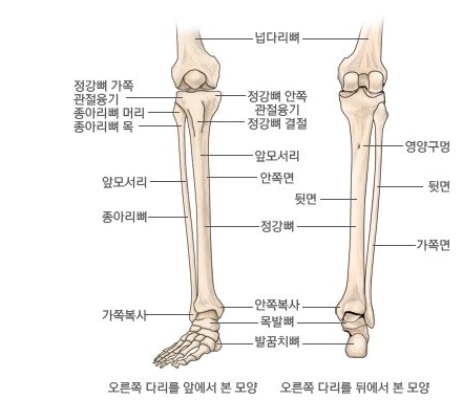 넙다리뼈
정강뼈 가쪽
관절융기
종아리뼈 머리
종아리뼈 목
정강뼈 안쪽
관절융기
정강뼈 결절
앞모서리
안쪽면
앞모서리
종아리뼈
영양구멍
뒷면
뒷면
정강뼈
가쪽면
가쪽복사
안쪽복사
목발뼈
발꿈치뼈
오른쪽 다리를 앞에서 본 모양
오른쪽 다리를 뒤에서 본 모양